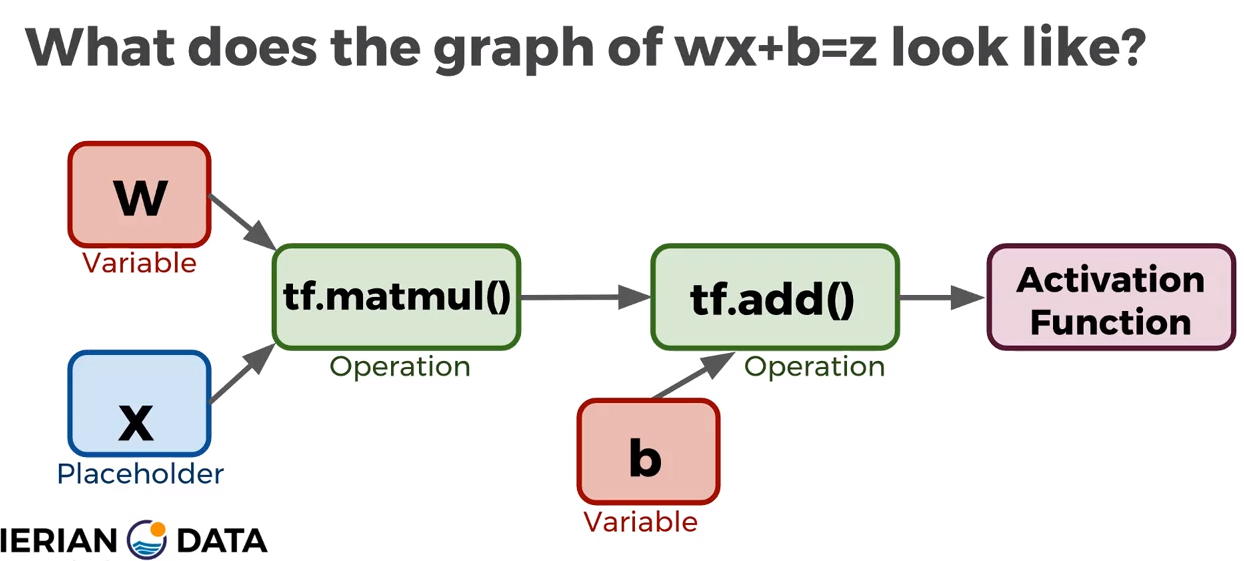 What does the graph of wx+b=z look like?
W
Variable
tf.matmul()
Operation
tf.add()
Operation
Activation
Function
X
Placeholder
b
Variable
IERIAN DATA